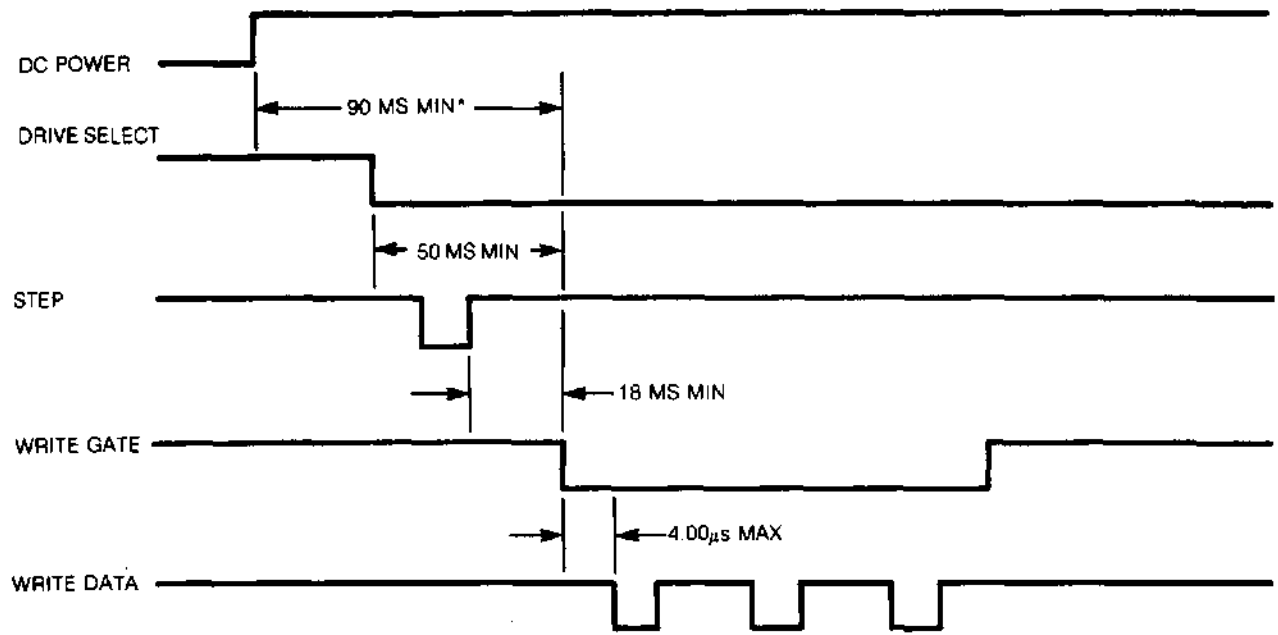 DC POWER
90 MS MIN*
DRIVE SELECT
50 MS MIN
STEP
18 MS MIN
WRITE GATE
4.00µs MAX
WRITE DATA